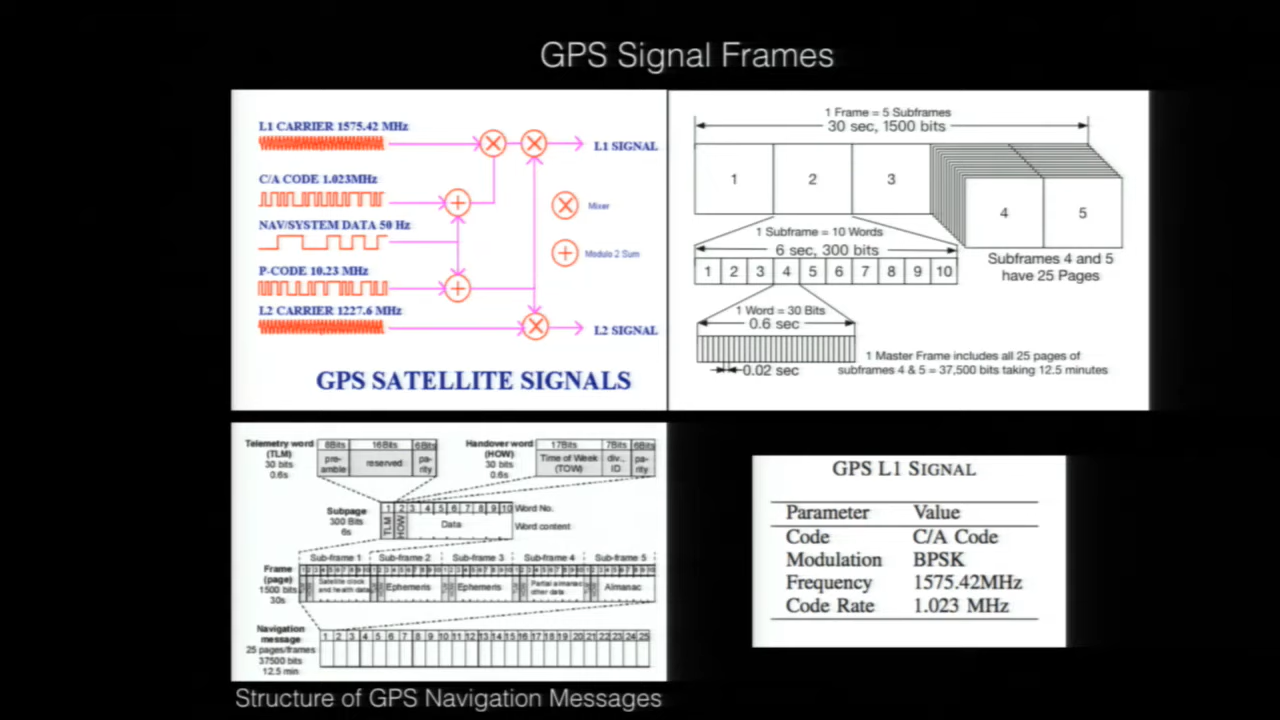 GPS Signal Frames
L1 CARRIER 1575.42 MHz
L1 SIGNAL
C/A CODE 1.023MHz
Mixer
NAV/SYSTEM DATA 50 Hz
Modulo 2 Sum
P-CODE 10.23 MHz
L2 CARRIER 1227.6 MHz
L2 SIGNAL
GPS SATELLITE SIGNALS
1 Frame = 5 Subframes
30 sec, 1500 bits
1 2 3
4 5
1 Subframe = 10 Words
6 sec, 300 bits
Subframes 4 and 5
have 25 Pages
1 2 3 4 5 6 7 8 9 10
1 Word = 30 Bits
0.6 sec
0.02 sec
1 Master Frame includes all 25 pages of
subframes 4 & 5 = 37,500 bits taking 12.5 minutes
Telemetry word
(TLM)
30 bits
0.6s
8Bits 16Bits 6Bits
pre-
amble
reserved
pa-
rity
Handover word
(HOW)
30 bits
0.6s
17Bits 7Bits 6Bits
Time of Week
(TOW)
div.,
ID
pa-
rity
Subpage
300 Bits
6s
1 2 3 4 5 6 7 8 9 10 Word No.
TLM HOW Data Word content
Frame
(page)
1500 bits
30s
Sub-frame 1 Sub-frame 2 Sub-frame 3 Sub-frame 4 Sub-frame 5
Satellite clock
and health data
Ephemeris
Ephemeris
Partial almanac
other data
Almanac
Navigation
message
25 pages/frames
37500 bits
12.5 min
1 2 3 4 5 6 7 8 9 10 11 12 13 14 15 16 17 18 19 20 21 22 23 24 25
Structure of GPS Navigation Messages
GPS L1 SIGNAL
Parameter Value
Code C/A Code
Modulation BPSK
Frequency 1575.42MHz
Code Rate 1.023 MHz